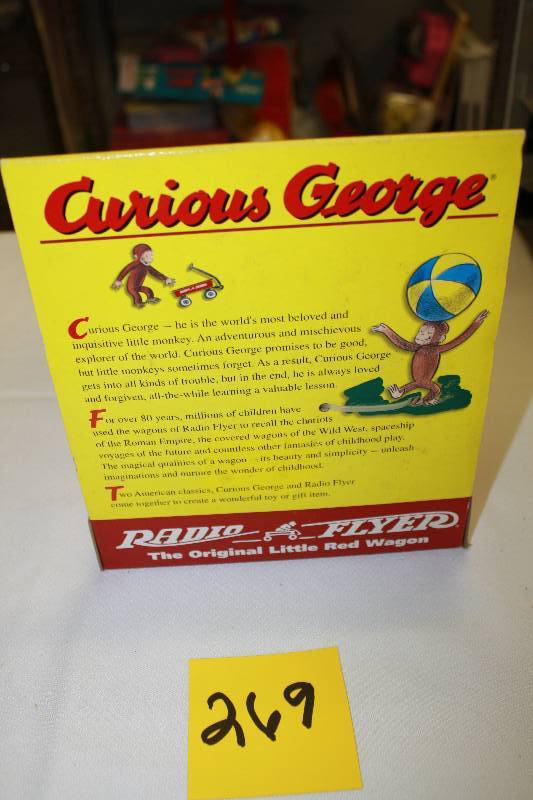 Curious George®
Curious George – he is the world's most beloved and
inquisitive little monkey. An adventurous and mischievous
explorer of the world. Curious George promises to be good,
but little monkeys sometimes forget. As a result, Curious George
gets into all kinds of trouble, but in the end, he is always loved
and forgiven, all-the-while learning a valuable lesson.
For over 80 years, millions of children have
used the wagons of Radio Flyer to recall the chariots
of the Roman Empire, the covered wagons of the Wild West, spaceship
voyages of the future and countless other fantasies of childhood play.
The magical qualities of a wagon – its beauty and simplicity – unleash
imaginations and nurture the wonder of childhood.
Two American classics, Curious George and Radio Flyer
come together to create a wonderful toy or gift item.
RADIO FLYER®
The Original Little Red Wagon
269